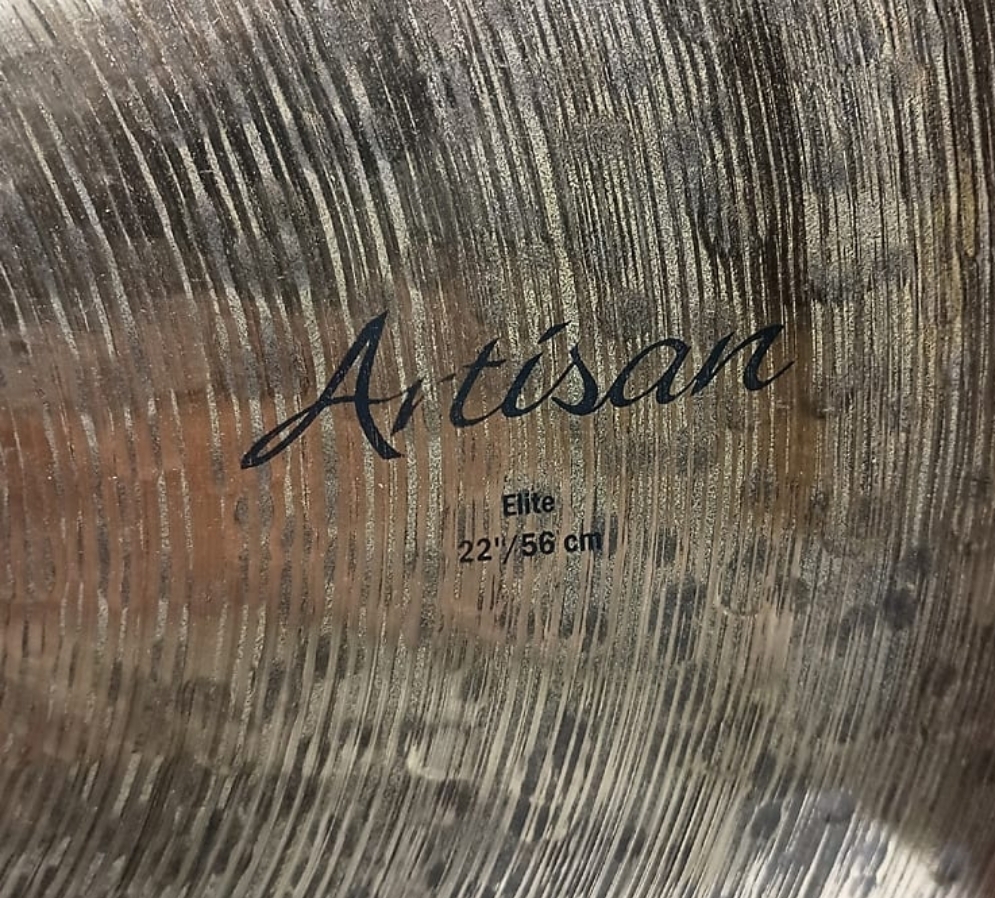 Artisan
Elite
22"/56 cm